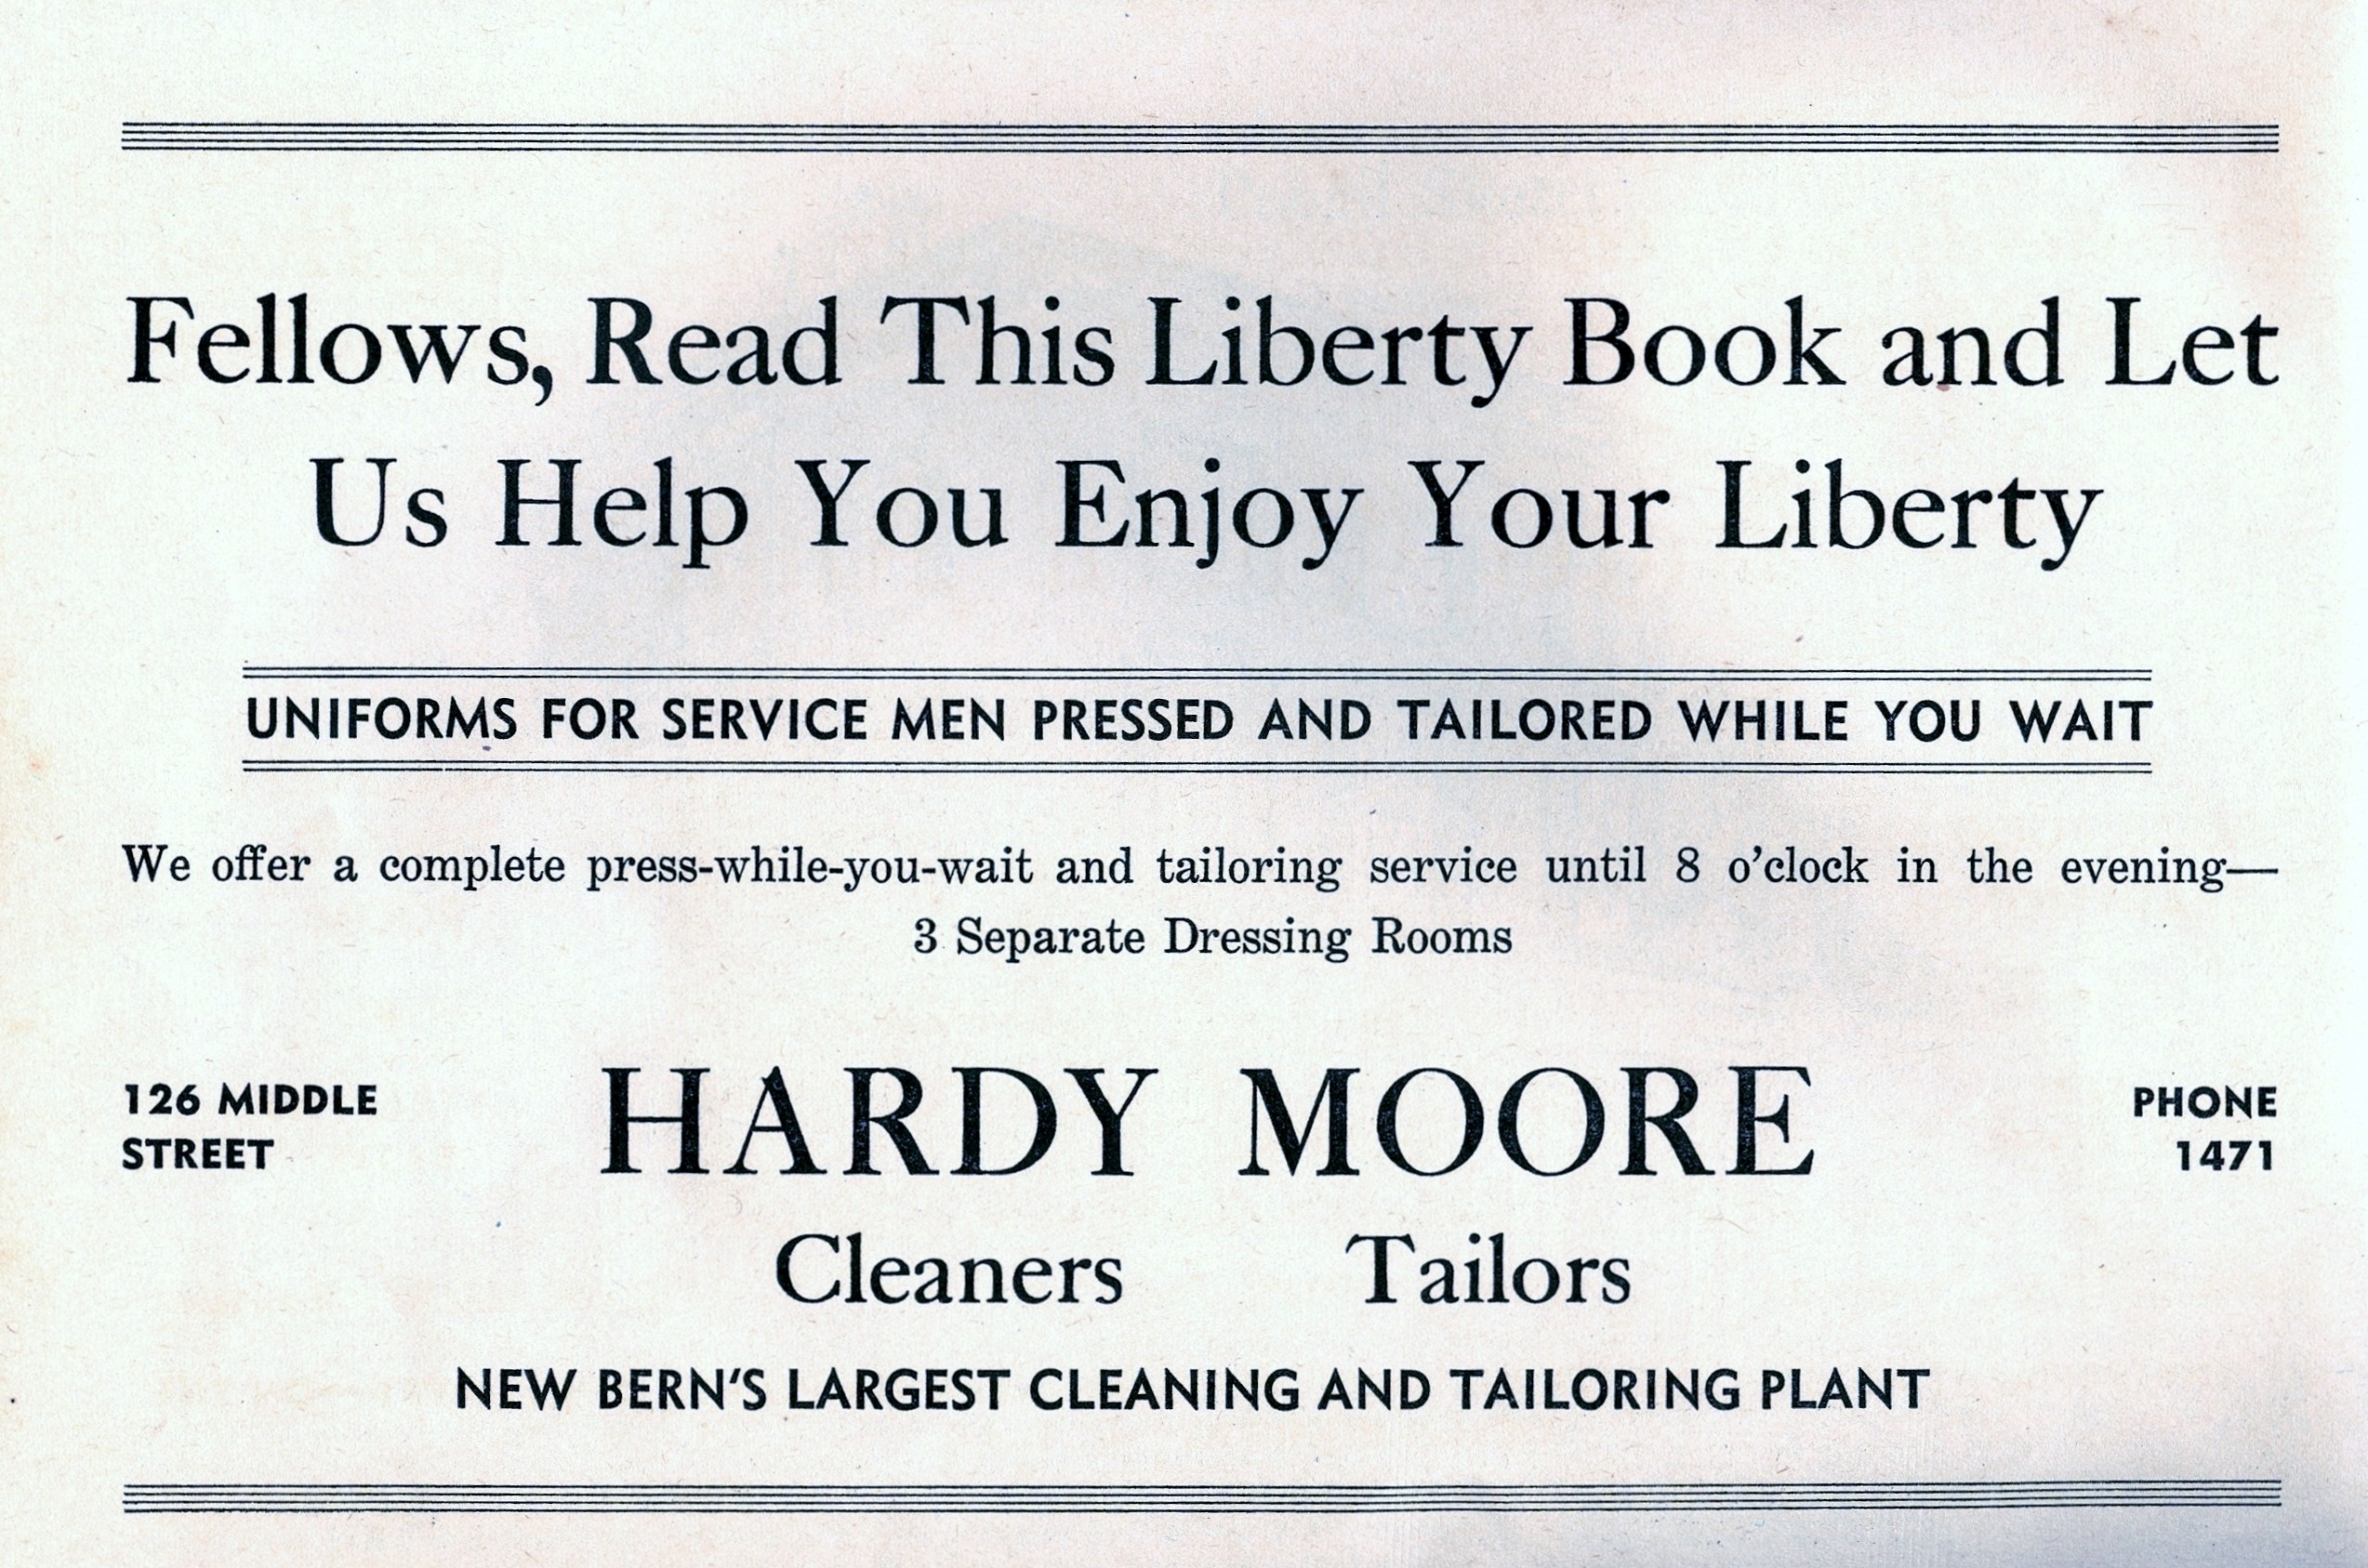 Fellows, Read This Liberty Book and Let
Us Help You Enjoy Your Liberty
UNIFORMS FOR SERVICE MEN PRESSED AND TAILORED WHILE YOU WAIT
We offer a complete press-while-you-wait and tailoring service until 8 o’clock in the evening—
3 Separate Dressing Rooms
126 MIDDLE
STREET
HARDY MOORE
PHONE
1471
Cleaners Tailors
NEW BERN’S LARGEST CLEANING AND TAILORING PLANT